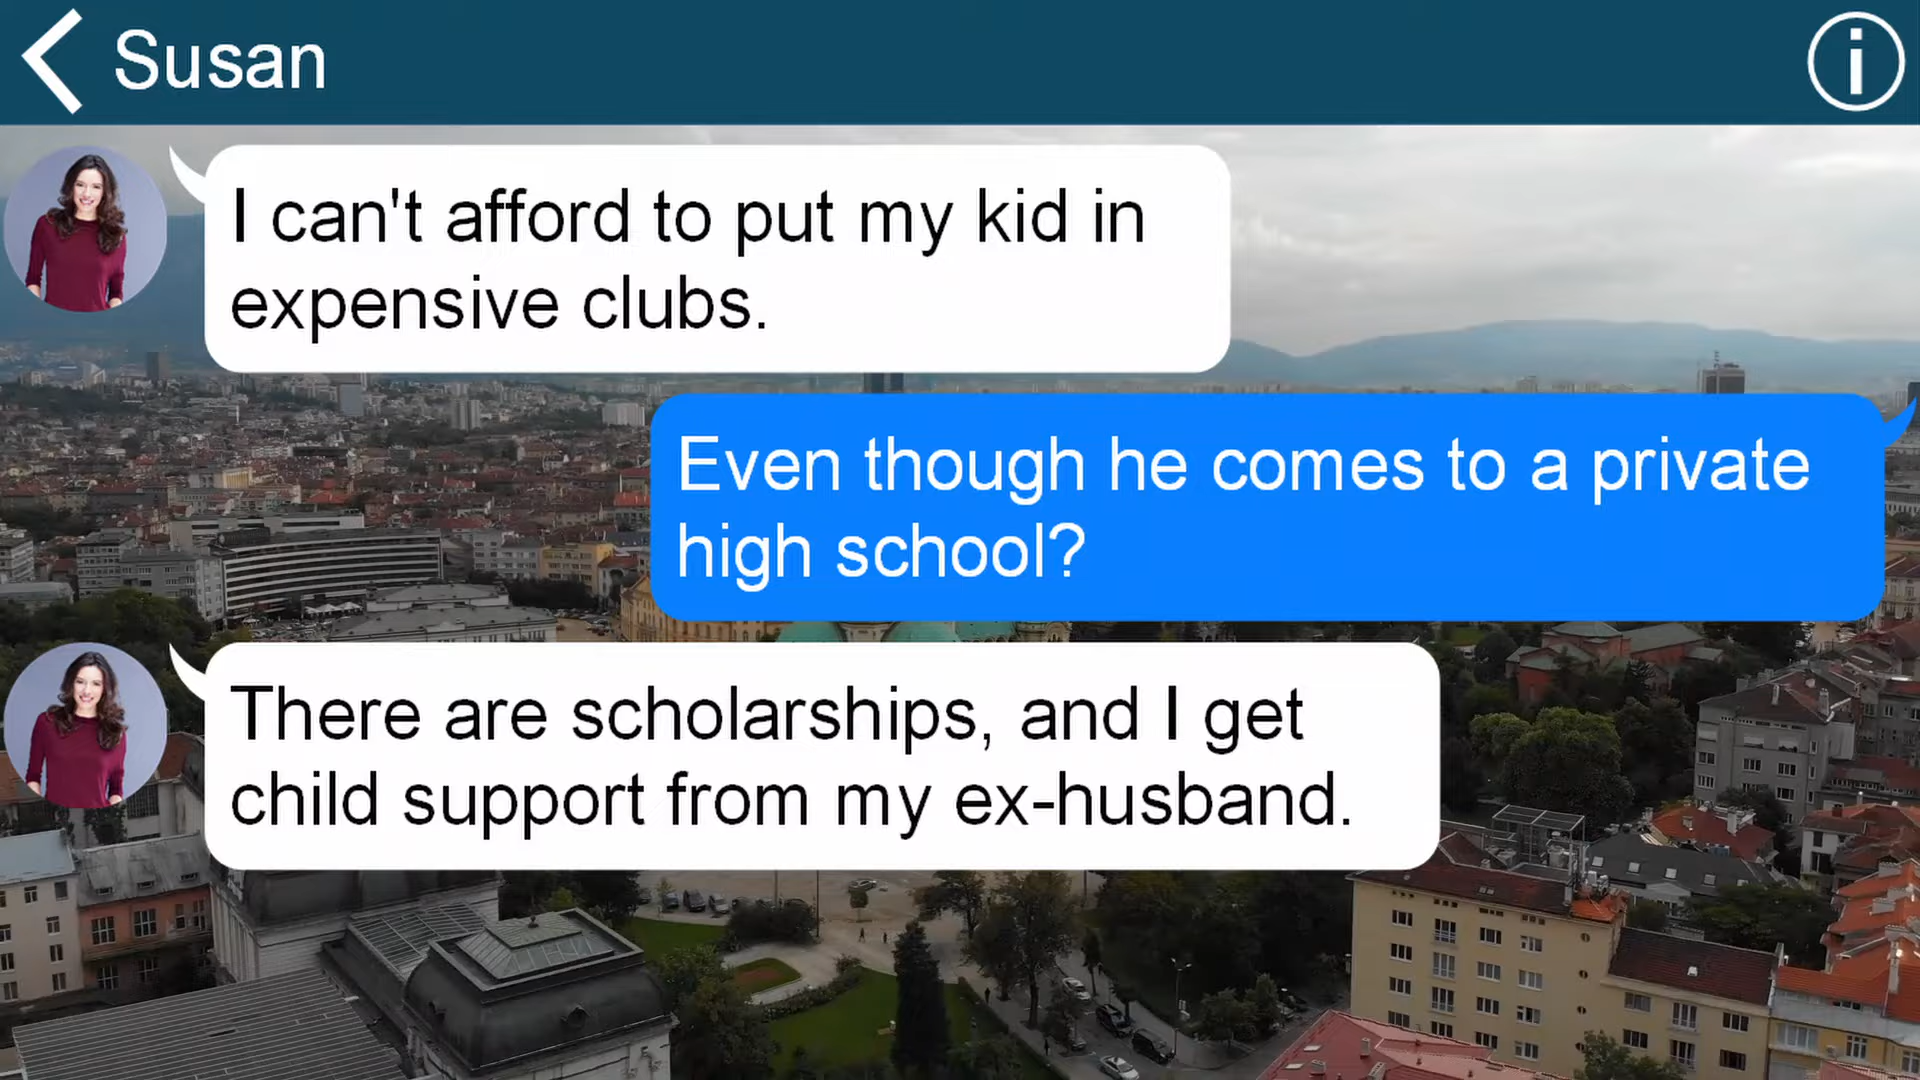 Susan
I can't afford to put my kid in
expensive clubs.
Even though he comes to a private
high school?
There are scholarships, and I get
child support from my ex-husband.